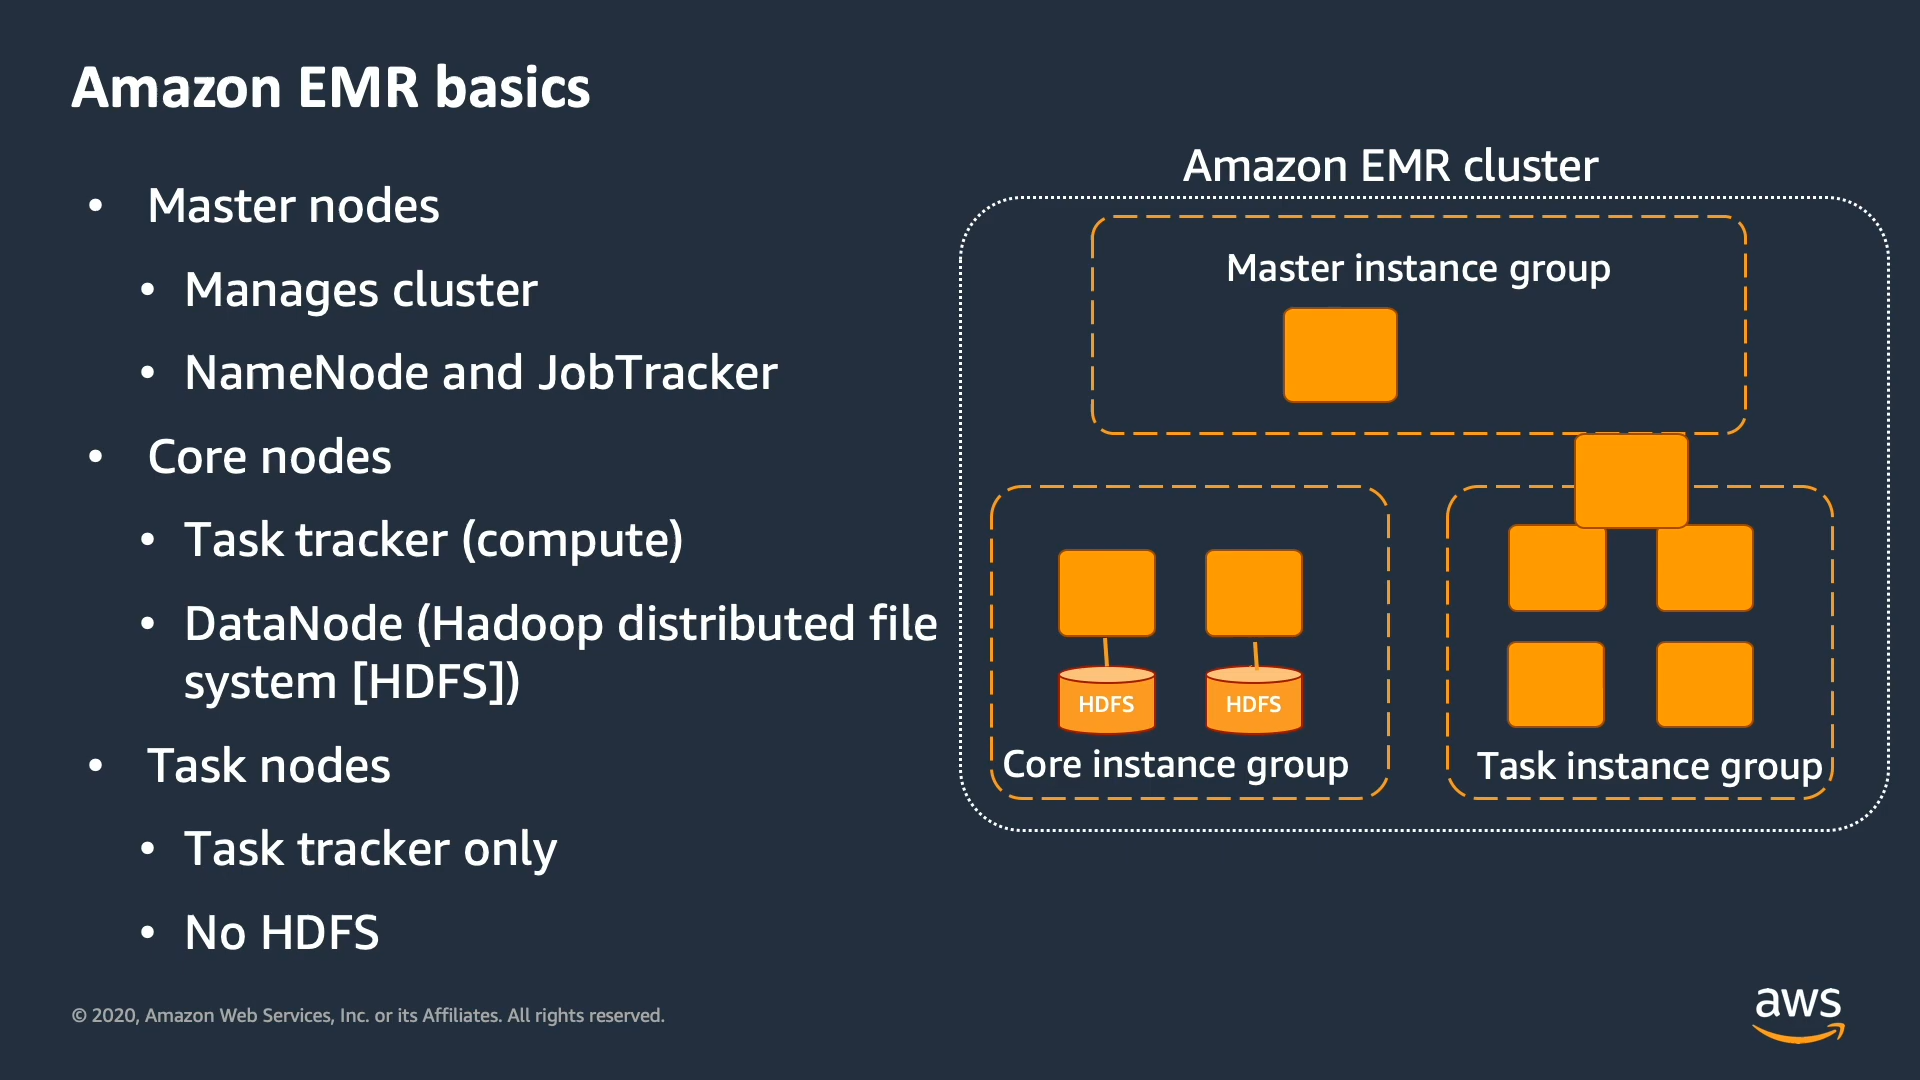 Amazon EMR basics
• Master nodes
• Manages cluster
• NameNode and JobTracker
• Core nodes
• Task tracker (compute)
• DataNode (Hadoop distributed file
system [HDFS])
• Task nodes
• Task tracker only
• No HDFS
Amazon EMR cluster
Master instance group
HDFS
HDFS
Core instance group
Task instance group
© 2020, Amazon Web Services, Inc. or its Affiliates. All rights reserved.
aws